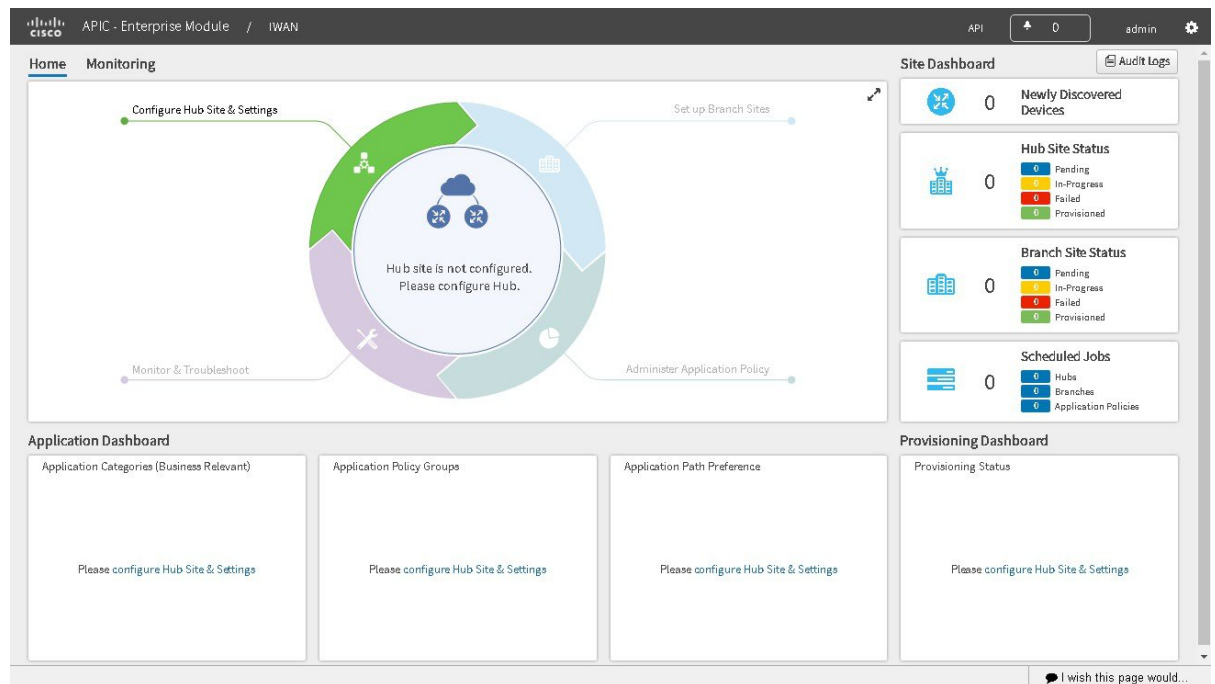 cisco APIC - Enterprise Module / IWAN API 0 admin
Home Monitoring
Configure Hub Site & Settings
Set up Branch Sites
Hub site is not configured.
Please configure Hub.
Monitor & Troubleshoot
Administer Application Policy
Site Dashboard
Audit Logs
0 Newly Discovered
Devices
Hub Site Status
0
0 Pending
0 In-Progress
0 Failed
0 Provisioned
Branch Site Status
0
0 Pending
0 In-Progress
0 Failed
0 Provisioned
Scheduled Jobs
0
0 Hubs
0 Branches
0 Application Policies
Application Dashboard
Application Categories (Business Relevant)
Please configure Hub Site & Settings
Application Policy Groups
Please configure Hub Site & Settings
Application Path Preference
Please configure Hub Site & Settings
Provisioning Dashboard
Provisioning Status
Please configure Hub Site & Settings
I wish this page would...